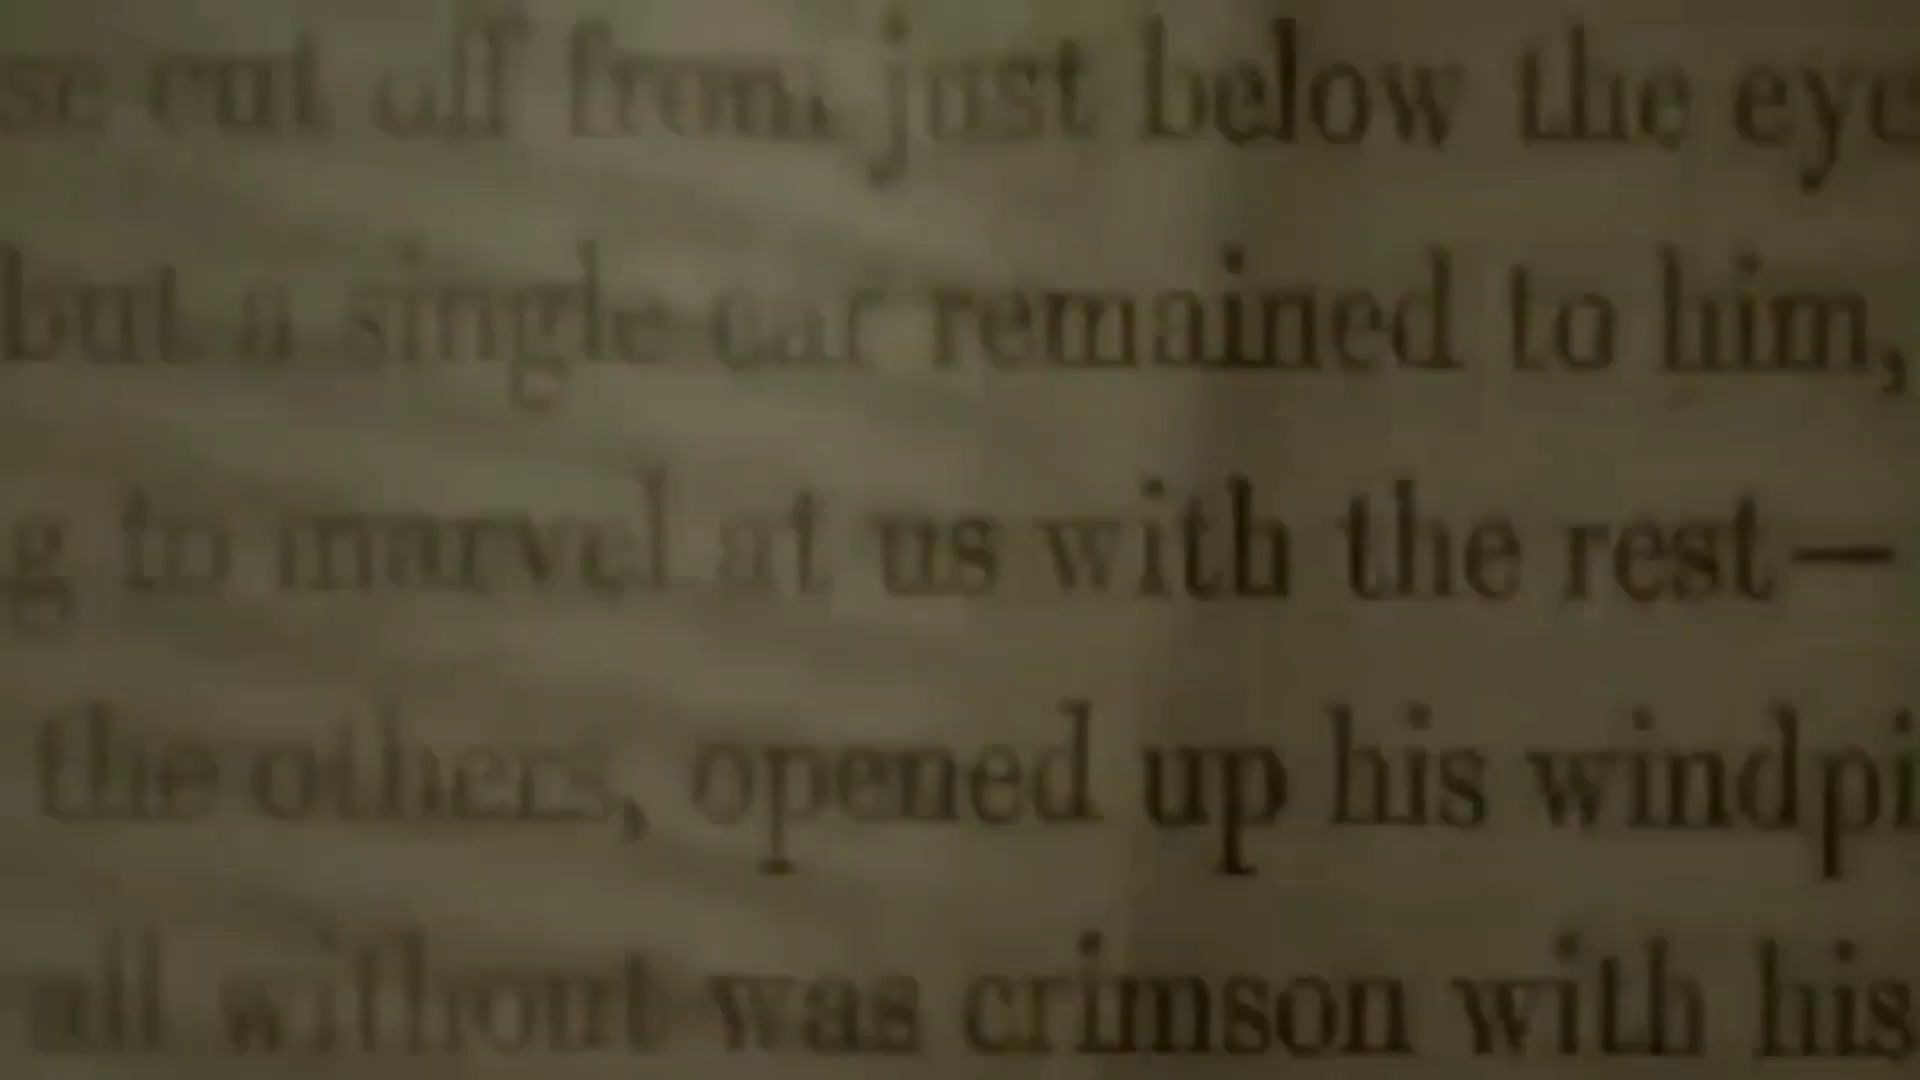 se cut off from just below the eye
but a single ear remained to him,
g to marvel at us with the rest—
the others, opened up his windpi
all without was crimson with his